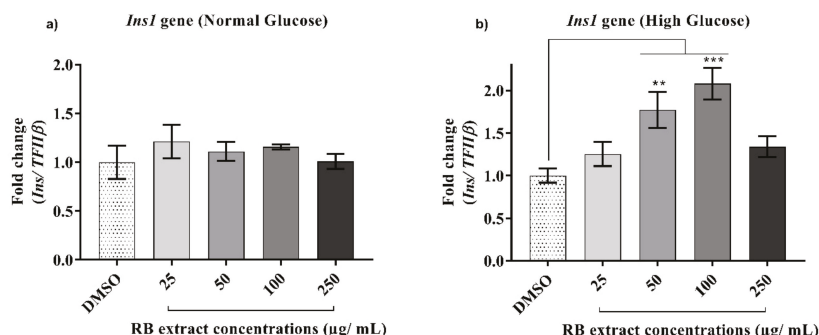 a)
Ins1 gene (Normal Glucose)
2.0
1.5
1.0
0.5
0.0
Fold change
(Ins/ TFIIβ)
DMSO
25
50
100
250
RB extract concentrations (µg/ mL)
b)
Ins1 gene (High Glucose)
**
***
2.0
1.5
1.0
0.5
0.0
Fold change
(Ins/ TFIIβ)
DMSO
25
50
100
250
RB extract concentrations (µg/ mL)